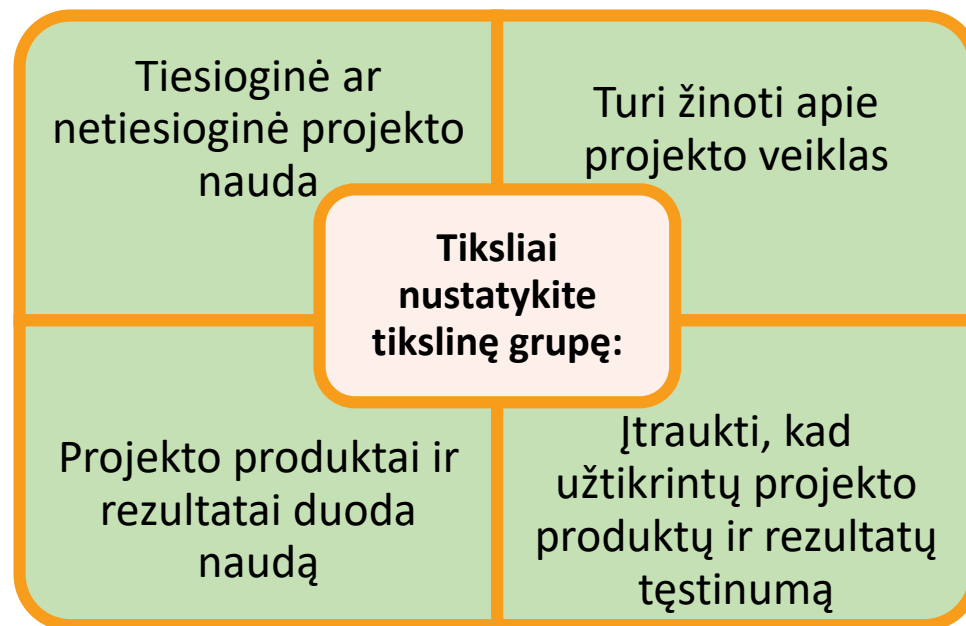 Tiesioginė ar
netiesioginė projekto
nauda
Turi žinoti apie
projekto veiklas
Tiksliai
nustatykite
tikslinę grupę:
Projekto produktai ir
rezultatai duoda
naudą
Įtraukti, kad
užtikrintų projekto
produktų ir rezultatų
tęstinumą